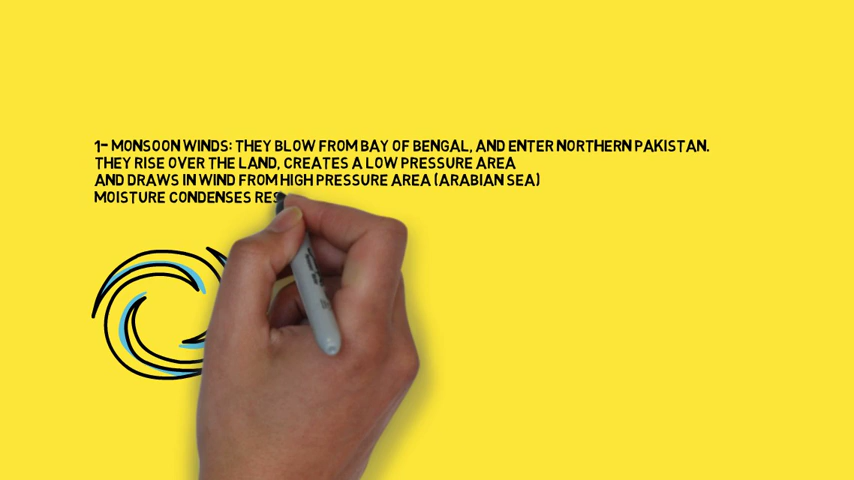 1- MONSOON WINDS: THEY BLOW FROM BAY OF BENGAL, AND ENTER NORTHERN PAKISTAN.
THEY RISE OVER THE LAND, CREATES A LOW PRESSURE AREA
AND DRAWS IN WIND FROM HIGH PRESSURE AREA (ARABIAN SEA)
MOISTURE CONDENSES